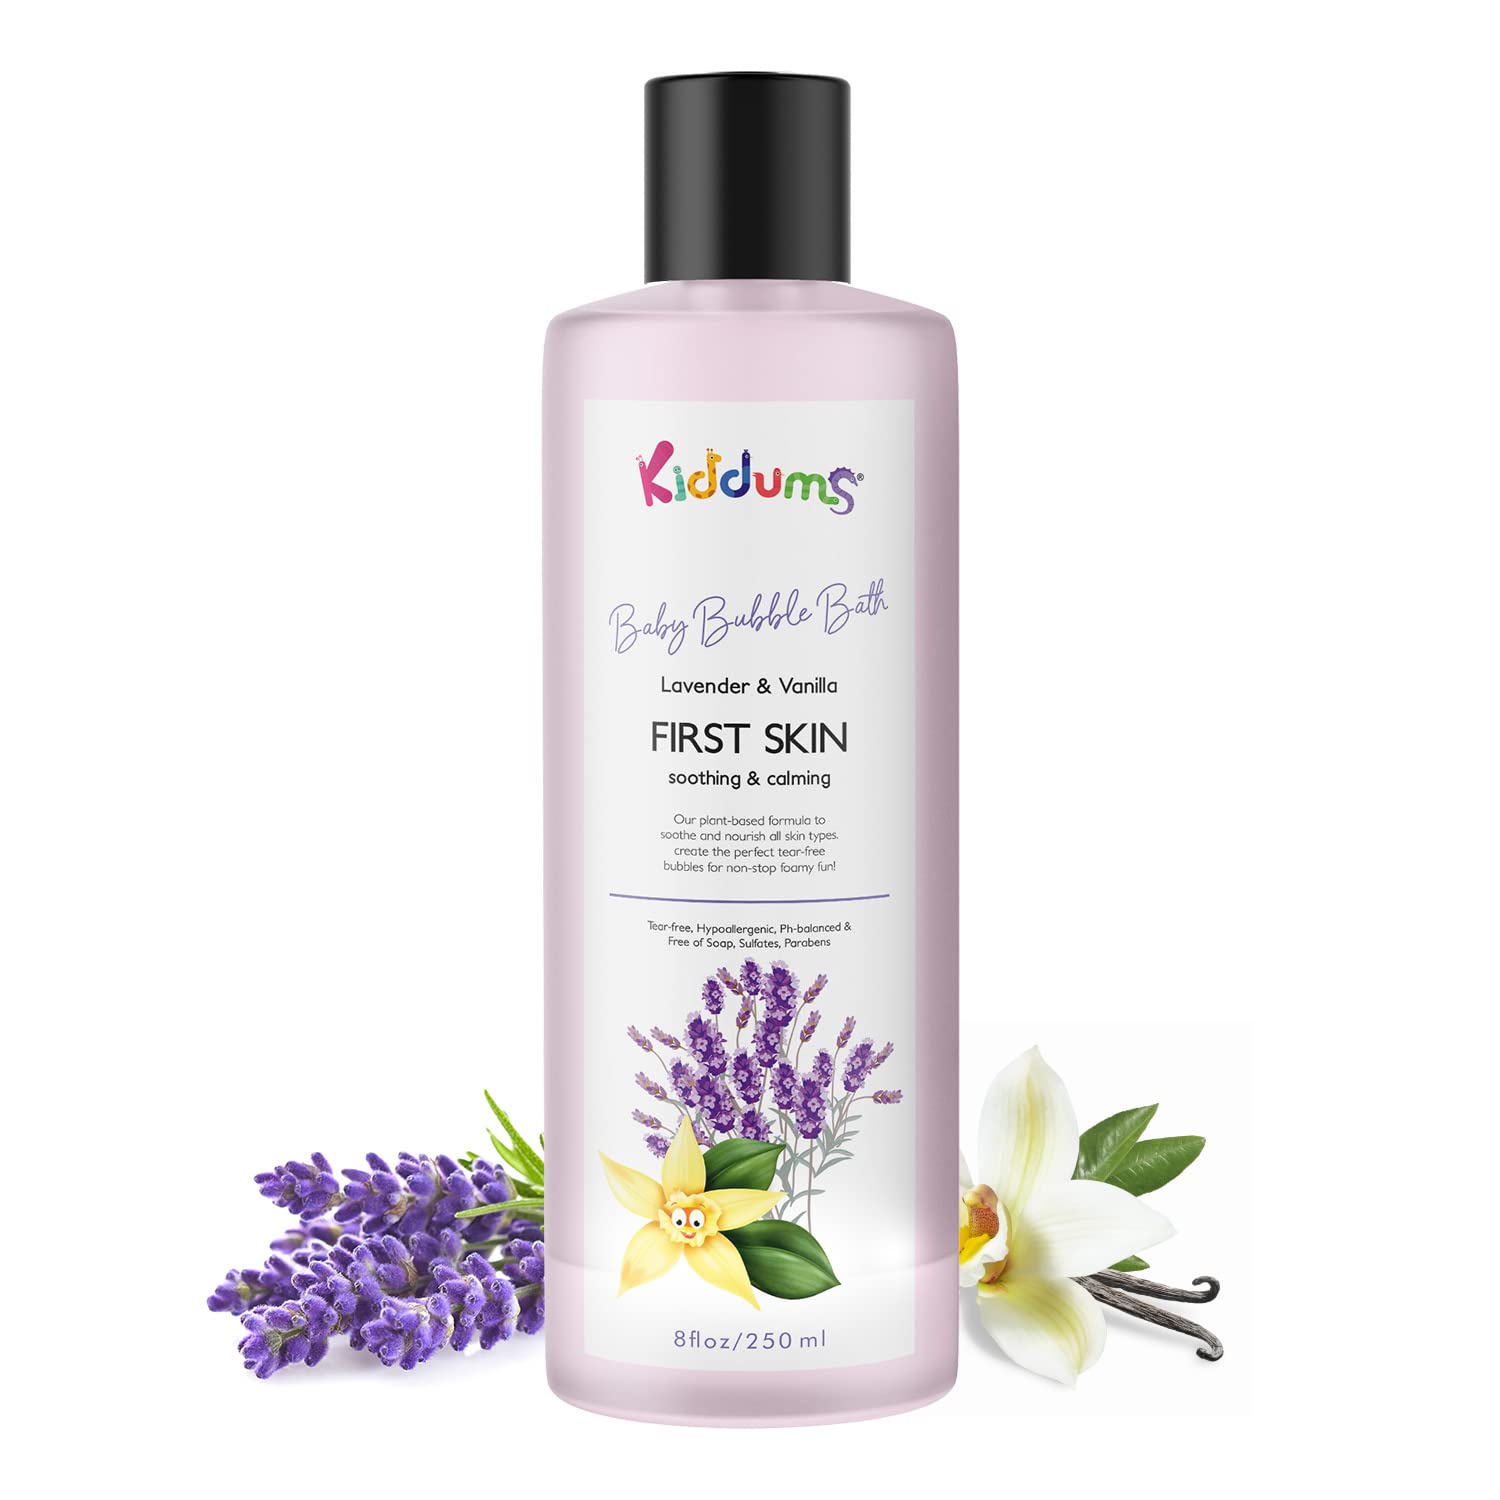 Kiddums®
Baby Bubble Bath
Lavender & Vanilla
FIRST SKIN
soothing & calming
Our plant-based formula to
soothe and nourish all skin types.
create the perfect tear-free
bubbles for non-stop foamy fun!
Tear-free, Hypoallergenic, Ph-balanced &
Free of Soap, Sulfates, Parabens
8floz/250 ml